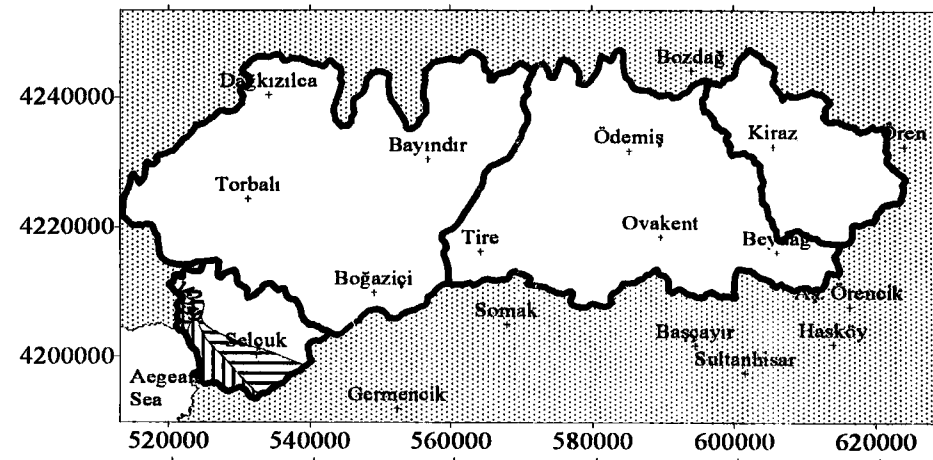 Bozdağ
Dağkızılca
4240000
Bayındır
Ödemiş
Kiraz
Ören
Torbalı
4220000
Tire
Ovakent
Beydağ
Boğaziçi
Somak
Örencik
Selçuk
Başçayır
Hasköy
4200000
Sultanhisar
Aegean
Sea
Germencik
520000 540000 560000 580000 600000 620000